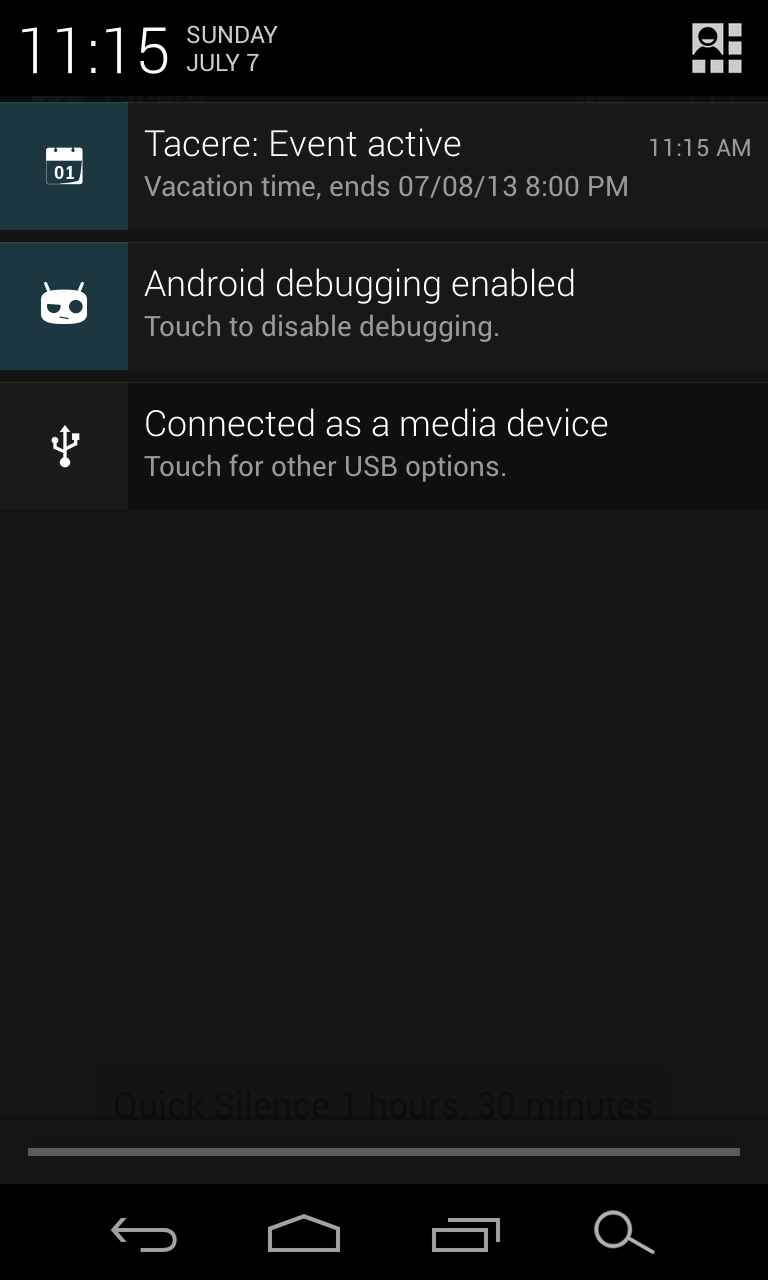 11:15
SUNDAY
JULY 7
Tacere: Event active
11:15 AM
Vacation time, ends 07/08/13 8:00 PM
01
Android debugging enabled
Touch to disable debugging.
Connected as a media device
Touch for other USB options.
Quick Silence 1 hours, 30 minutes